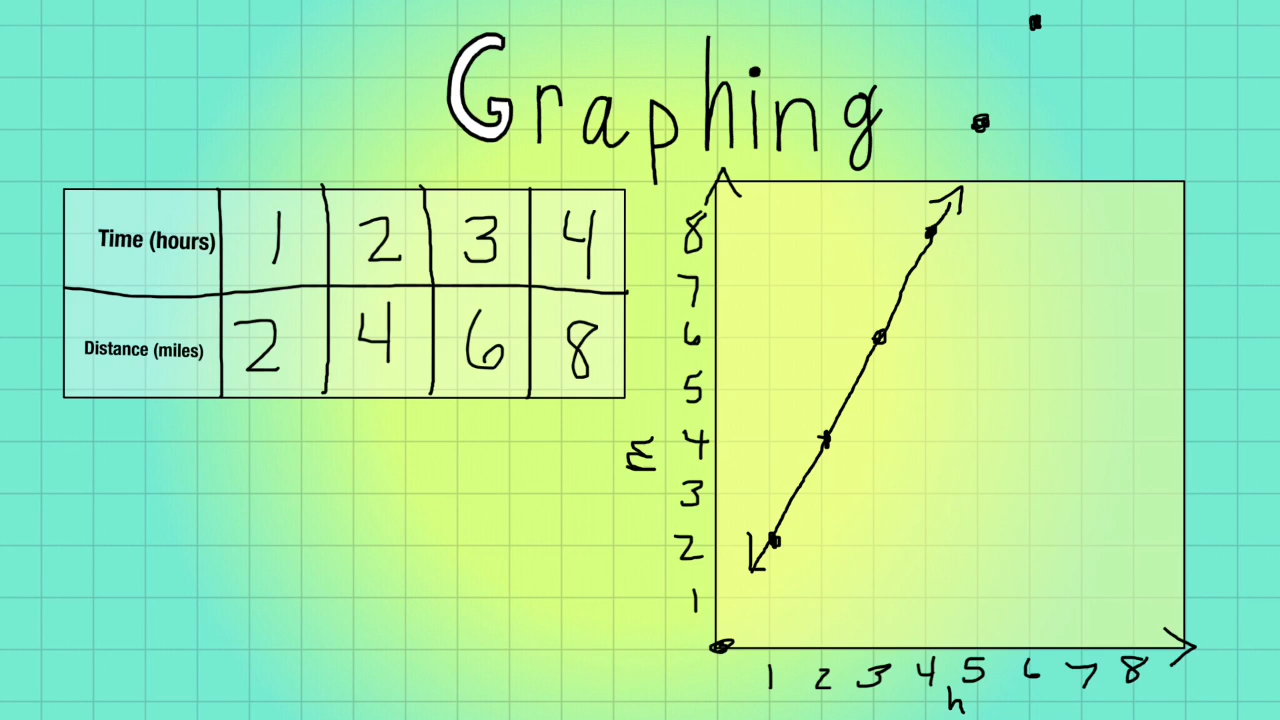 Graphing
Time (hours) 1 2 3 4
Distance (miles) 2 4 6 8
8
7
6
5
m 4
3
2
1
1 2 3 4 5 6 7 8
h